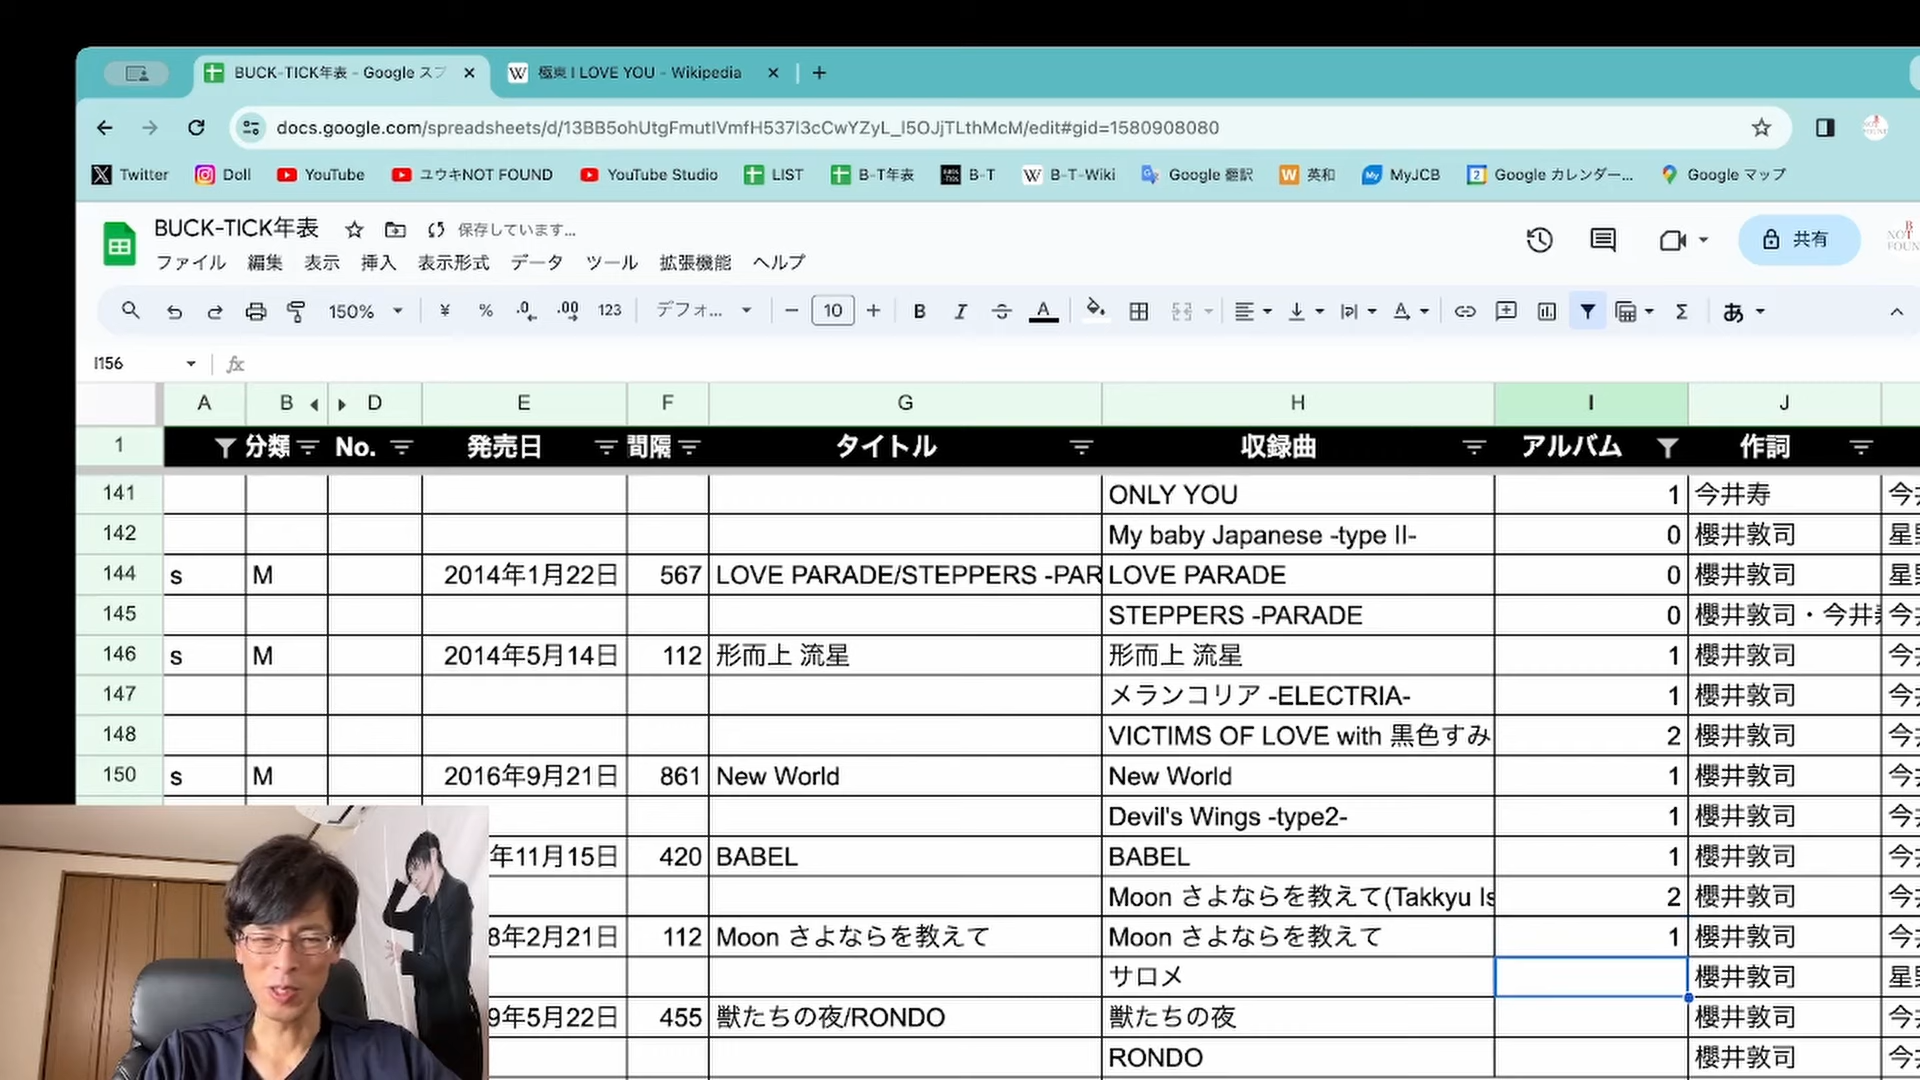 BUCK-TICK年表 - Google スプ
極東 I LOVE YOU - Wikipedia
docs.google.com/spreadsheets/d/13BB5ohUtgFmutIVmfH537I3cCwYZyL_I5OJjTLthMcM/edit#gid=1580908080
Twitter Doll YouTube ユウキNOT FOUND YouTube Studio LIST B-T年表 B-T B-T-Wiki Google 翻訳 英和 MyJCB Google カレンダー... Google マップ
BUCK-TICK年表 保存しています...
共有
ファイル 編集 表示 挿入 表示形式 データ ツール 拡張機能 ヘルプ
150% ¥ % .0 .00 123 デフォ... − 10 + B I S A Σ あ
I156 fx
A B D E F G H I J
1 分類 No. 発売日 間隔 タイトル 収録曲 アルバム 作詞
141 ONLY YOU 1 今井寿 今
142 My baby Japanese -type II- 0 櫻井敦司 星
144 s M 2014年1月22日 567 LOVE PARADE/STEPPERS -PAR LOVE PARADE 0 櫻井敦司 星
145 STEPPERS -PARADE 0 櫻井敦司・今井 今
146 s M 2014年5月14日 112 形而上 流星 形而上 流星 1 櫻井敦司 今
147 メランコリア -ELECTRIA- 1 櫻井敦司 今
148 VICTIMS OF LOVE with 黒色すみ 2 櫻井敦司 今
150 s M 2016年9月21日 861 New World New World 1 櫻井敦司 今
Devil's Wings -type2- 1 櫻井敦司 今
年11月15日 420 BABEL BABEL 1 櫻井敦司 今
Moon さよならを教えて(Takkyu Is 2 櫻井敦司 今
8年2月21日 112 Moon さよならを教えて Moon さよならを教えて 1 櫻井敦司 今
サロメ 櫻井敦司 星
9年5月22日 455 獣たちの夜/RONDO 獣たちの夜 櫻井敦司 今
RONDO 櫻井敦司 今